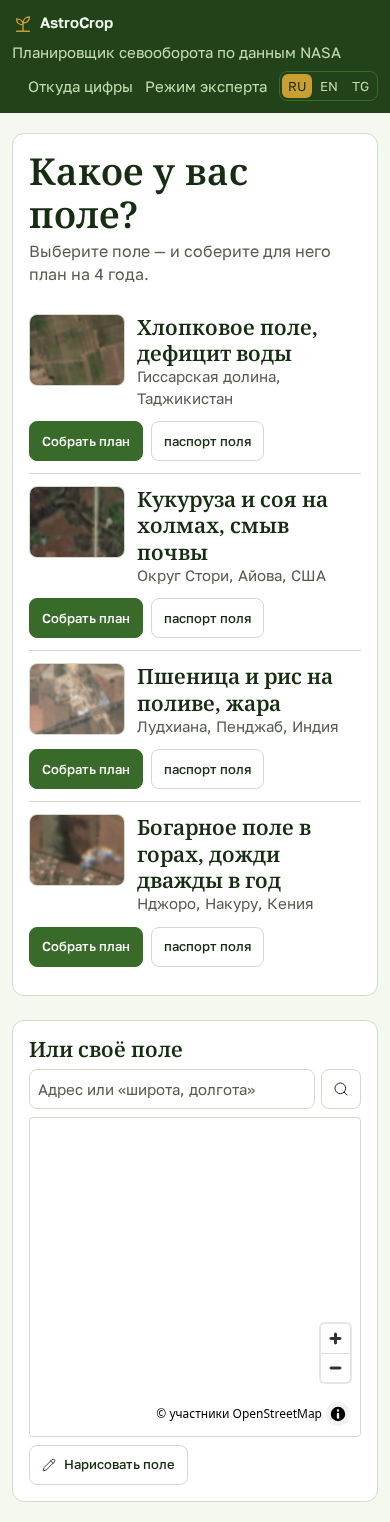 AstroCrop
Планировщик севооборота по данным NASA
Откуда цифры Режим эксперта RU EN TG
Какое у вас
поле?
Выберите поле — и соберите для него
план на 4 года.
Хлопковое поле,
дефицит воды
Гиссарская долина,
Таджикистан
Собрать план паспорт поля
Кукуруза и соя на
холмах, смыв
почвы
Округ Стори, Айова, США
Собрать план паспорт поля
Пшеница и рис на
поливе, жара
Лудхиана, Пенджаб, Индия
Собрать план паспорт поля
Богарное поле в
горах, дожди
дважды в год
Нджоро, Накуру, Кения
Собрать план паспорт поля
Или своё поле
Адрес или «широта, долгота»
© участники OpenStreetMap
Нарисовать поле